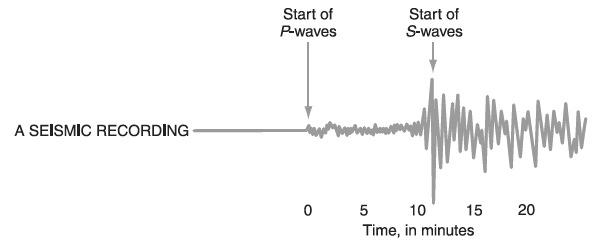 Start of
P-waves
Start of
S-waves
A SEISMIC RECORDING
0 5 10 15 20
Time, in minutes